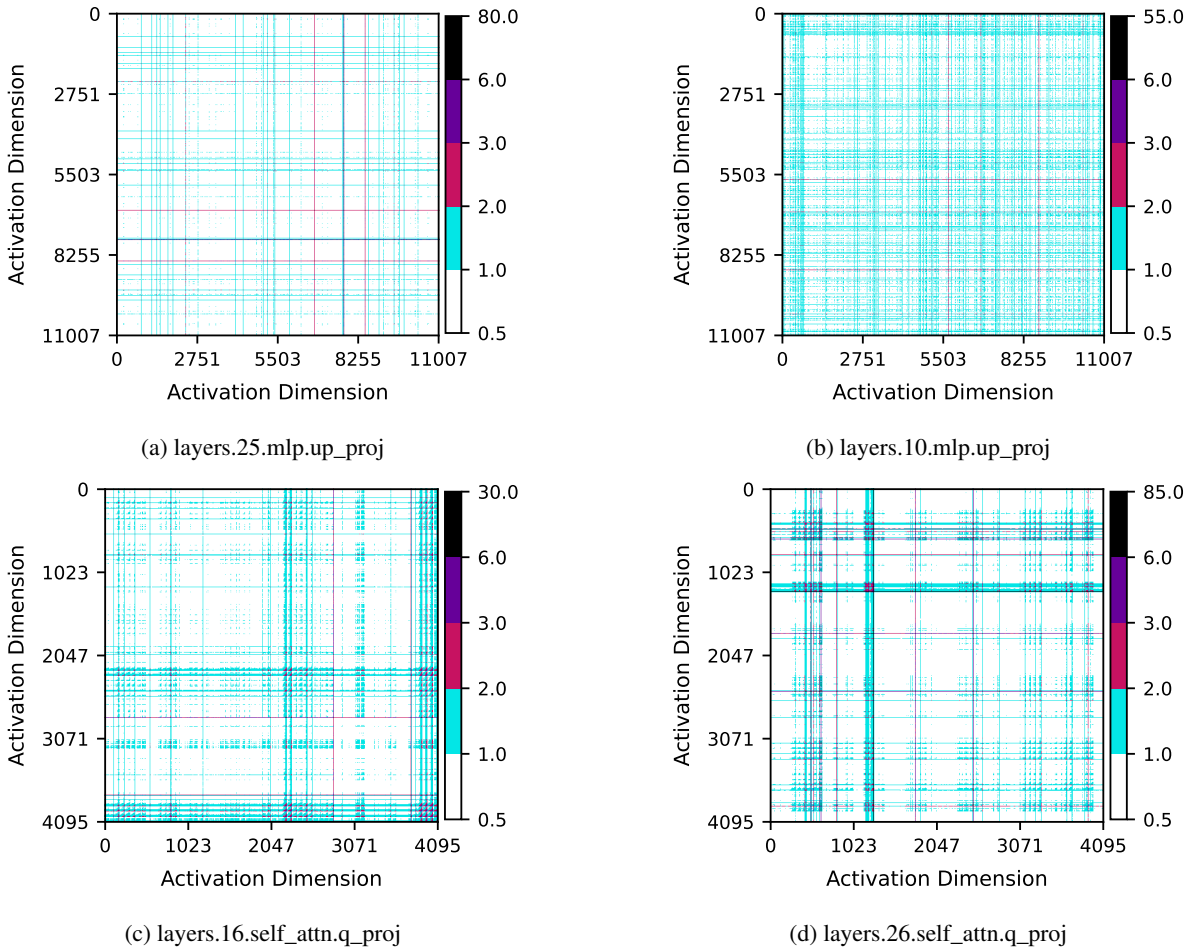 0
2751
5503
8255
11007
0 2751 5503 8255 11007
Activation Dimension
Activation Dimension
80.0
6.0
3.0
2.0
1.0
0.5
(a) layers.25.mlp.up_proj
0
2751
5503
8255
11007
0 2751 5503 8255 11007
Activation Dimension
Activation Dimension
55.0
6.0
3.0
2.0
1.0
0.5
(b) layers.10.mlp.up_proj
0
1023
2047
3071
4095
0 1023 2047 3071 4095
Activation Dimension
Activation Dimension
30.0
6.0
3.0
2.0
1.0
0.5
(c) layers.16.self_attn.q_proj
0
1023
2047
3071
4095
0 1023 2047 3071 4095
Activation Dimension
Activation Dimension
85.0
6.0
3.0
2.0
1.0
0.5
(d) layers.26.self_attn.q_proj